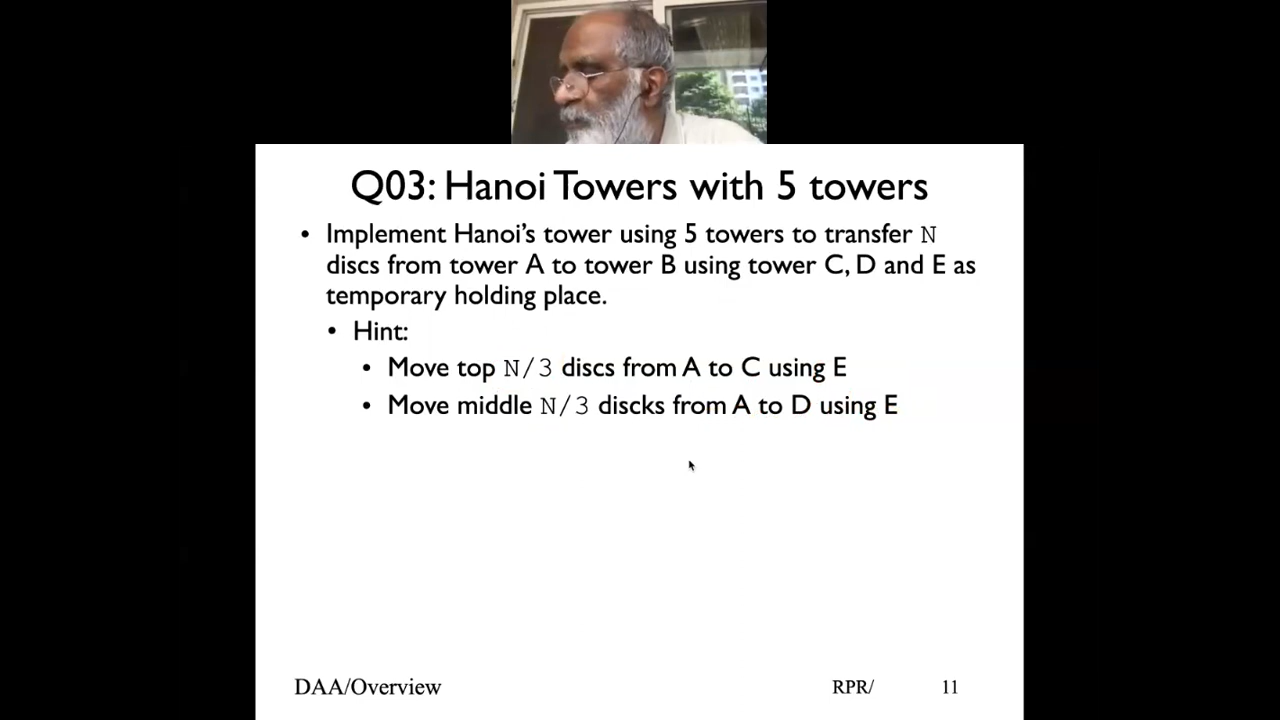 Q03: Hanoi Towers with 5 towers
• Implement Hanoi’s tower using 5 towers to transfer N
discs from tower A to tower B using tower C, D and E as
temporary holding place.
• Hint:
• Move top N/3 discs from A to C using E
• Move middle N/3 discks from A to D using E
DAA/Overview
RPR/
11